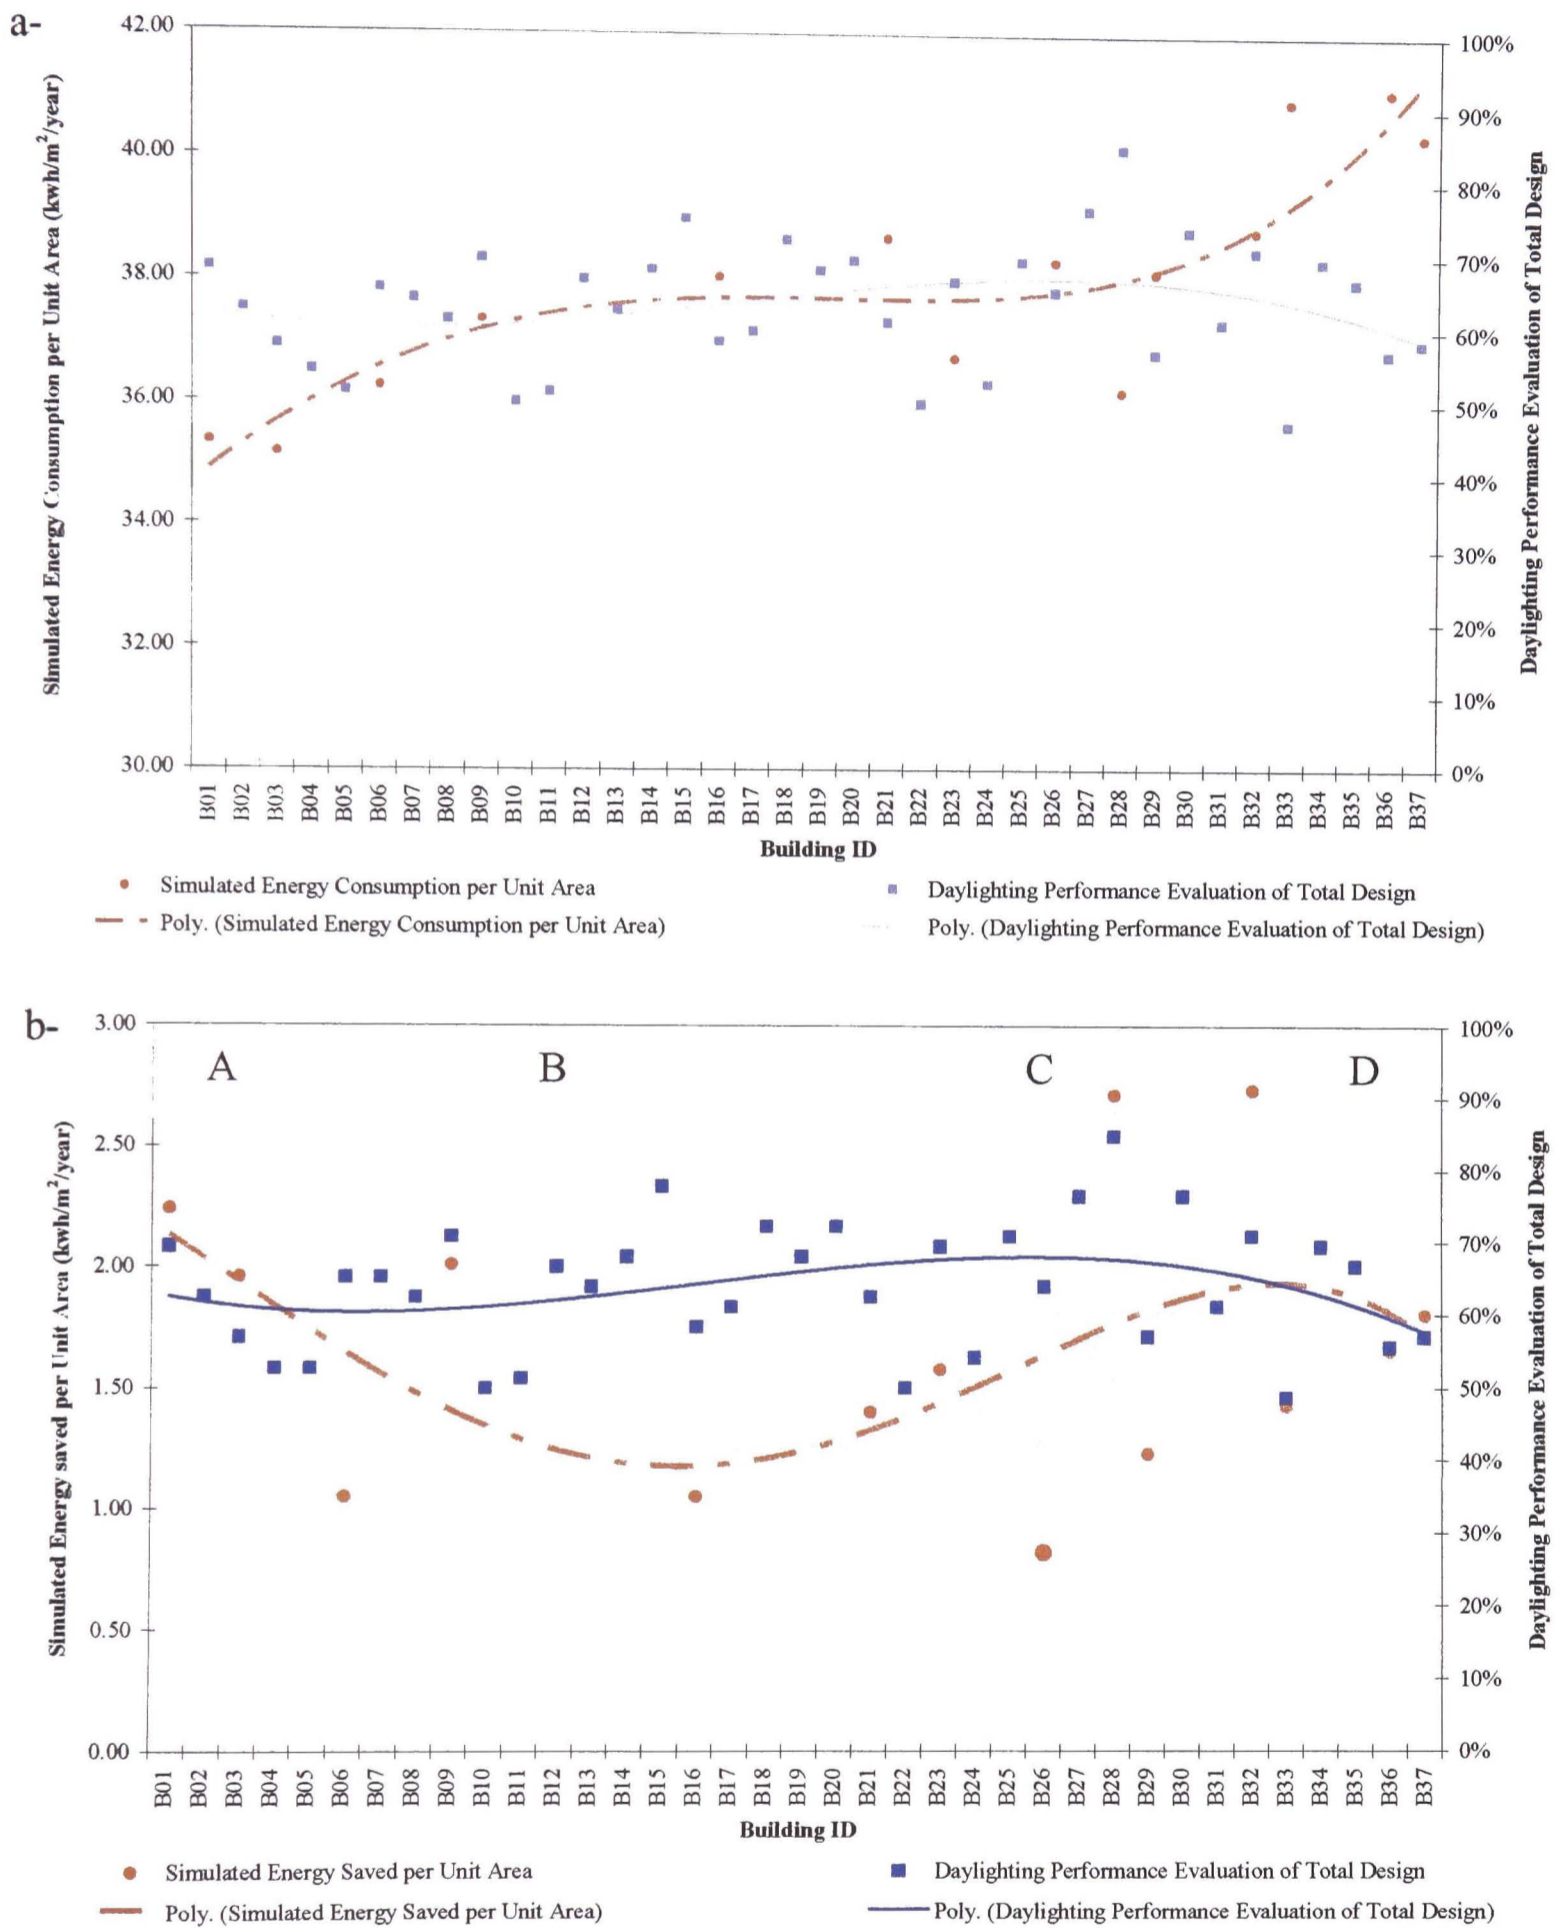 a-
42.00
40.00
38.00
36.00
34.00
32.00
30.00
Simulated Energy Consumption per Unit Area (kwh/m²/year)
100%
90%
80%
70%
60%
50%
40%
30%
20%
10%
0%
Daylighting Performance Evaluation of Total Design
B01 B02 B03 B04 B05 B06 B07 B08 B09 B10 B11 B12 B13 B14 B15 B16 B17 B18 B19 B20 B21 B22 B23 B24 B25 B26 B27 B28 B29 B30 B31 B32 B33 B34 B35 B36 B37
Building ID
Simulated Energy Consumption per Unit Area
Daylighting Performance Evaluation of Total Design
Poly. (Simulated Energy Consumption per Unit Area)
Poly. (Daylighting Performance Evaluation of Total Design)
b-
3.00
2.50
2.00
1.50
1.00
0.50
0.00
Simulated Energy saved per Unit Area (kwh/m²/year)
A B C D
100%
90%
80%
70%
60%
50%
40%
30%
20%
10%
0%
Daylighting Performance Evaluation of Total Design
B01 B02 B03 B04 B05 B06 B07 B08 B09 B10 B11 B12 B13 B14 B15 B16 B17 B18 B19 B20 B21 B22 B23 B24 B25 B26 B27 B28 B29 B30 B31 B32 B33 B34 B35 B36 B37
Building ID
Simulated Energy Saved per Unit Area
Daylighting Performance Evaluation of Total Design
Poly. (Simulated Energy Saved per Unit Area)
Poly. (Daylighting Performance Evaluation of Total Design)